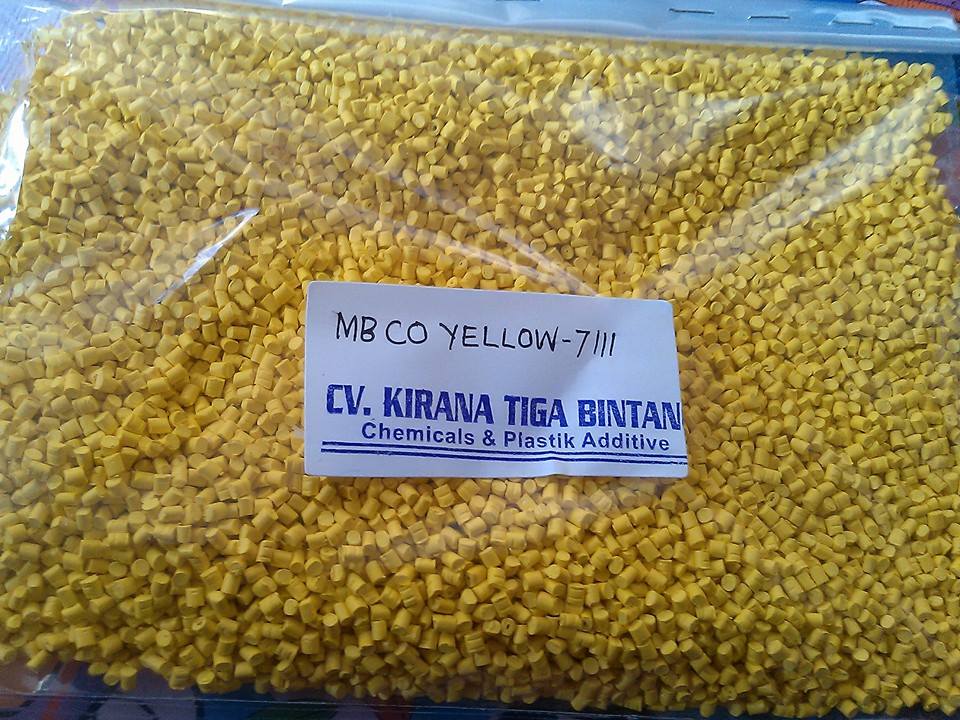 MB CO YELLOW-7111
CV. KIRANA TIGA BINTAN
Chemicals & Plastik Additive